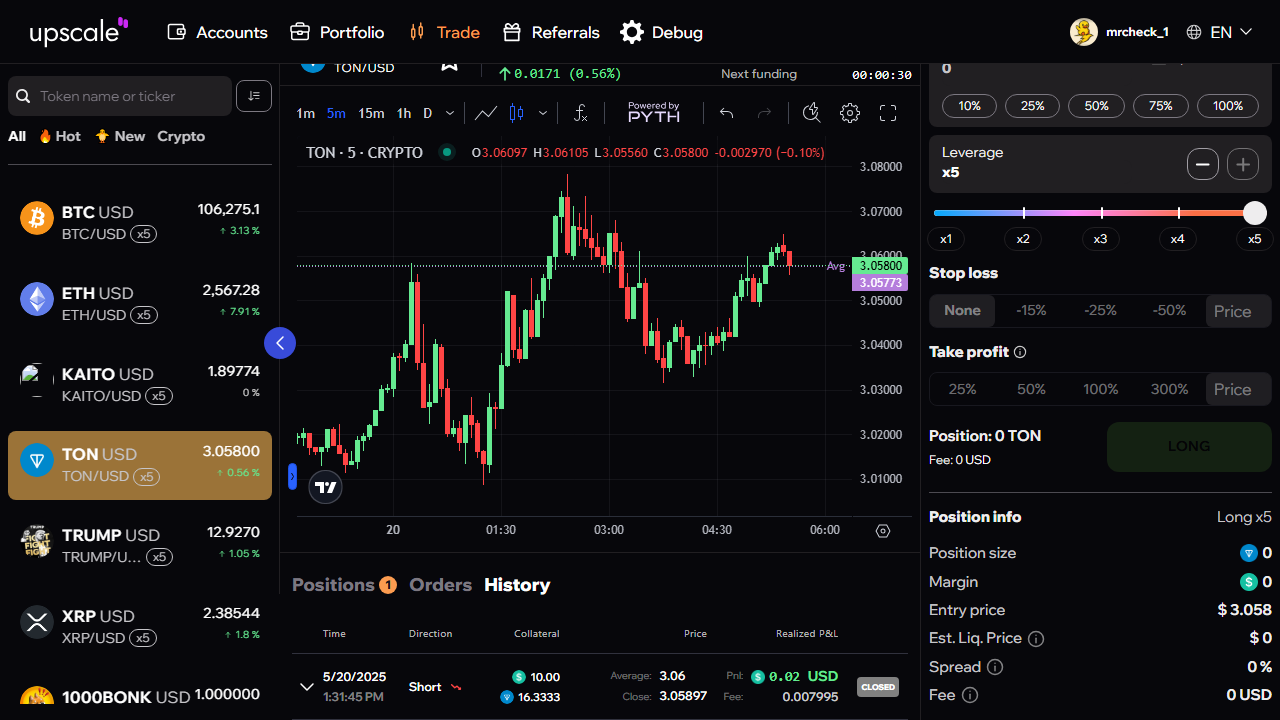 upscale
Accounts
Portfolio
Trade
Referrals
Debug
mrcheck_1
EN
Token name or ticker
All
Hot
New
Crypto
BTC USD
106,275.1
BTC/USD x5
↑ 3.13 %
ETH USD
2,567.28
ETH/USD x5
↑ 7.91 %
KAITO USD
1.89774
KAITO/USD x5
0 %
TON USD
3.05800
TON/USD x5
↑ 0.56 %
TRUMP USD
12.9270
TRUMP/U... x5
↑ 1.05 %
XRP USD
2.38544
XRP/USD x5
↑ 1.8 %
1000BONK USD
1.000000
TON/USD
↑ 0.0171 (0.56%)
Next funding
00:00:30
1m 5m 15m 1h D
Powered by
PYTH
TON · 5 · CRYPTO
O3.06097 H3.06105 L3.05560 C3.05800 -0.002970 (−0.10%)
3.08000
3.07000
3.06000
Avg
3.05800
3.05773
3.05000
3.04000
3.03000
3.02000
3.01000
20
01:30
03:00
04:30
06:00
Positions 1
Orders
History
Time
Direction
Collateral
Price
Realized P&L
5/20/2025
1:31:45 PM
Short
10.00
16.3333
Average: 3.06
Close: 3.05897
Pnl: 0.02 USD
Fee: 0.007995
CLOSED
0
10%
25%
50%
75%
100%
Leverage
x5
x1
x2
x3
x4
x5
Stop loss
None
-15%
-25%
-50%
Price
Take profit
25%
50%
100%
300%
Price
Position: 0 TON
Fee: 0 USD
LONG
Position info
Long x5
Position size
0
Margin
0
Entry price
$ 3.058
Est. Liq. Price
$ 0
Spread
0 %
Fee
0 USD